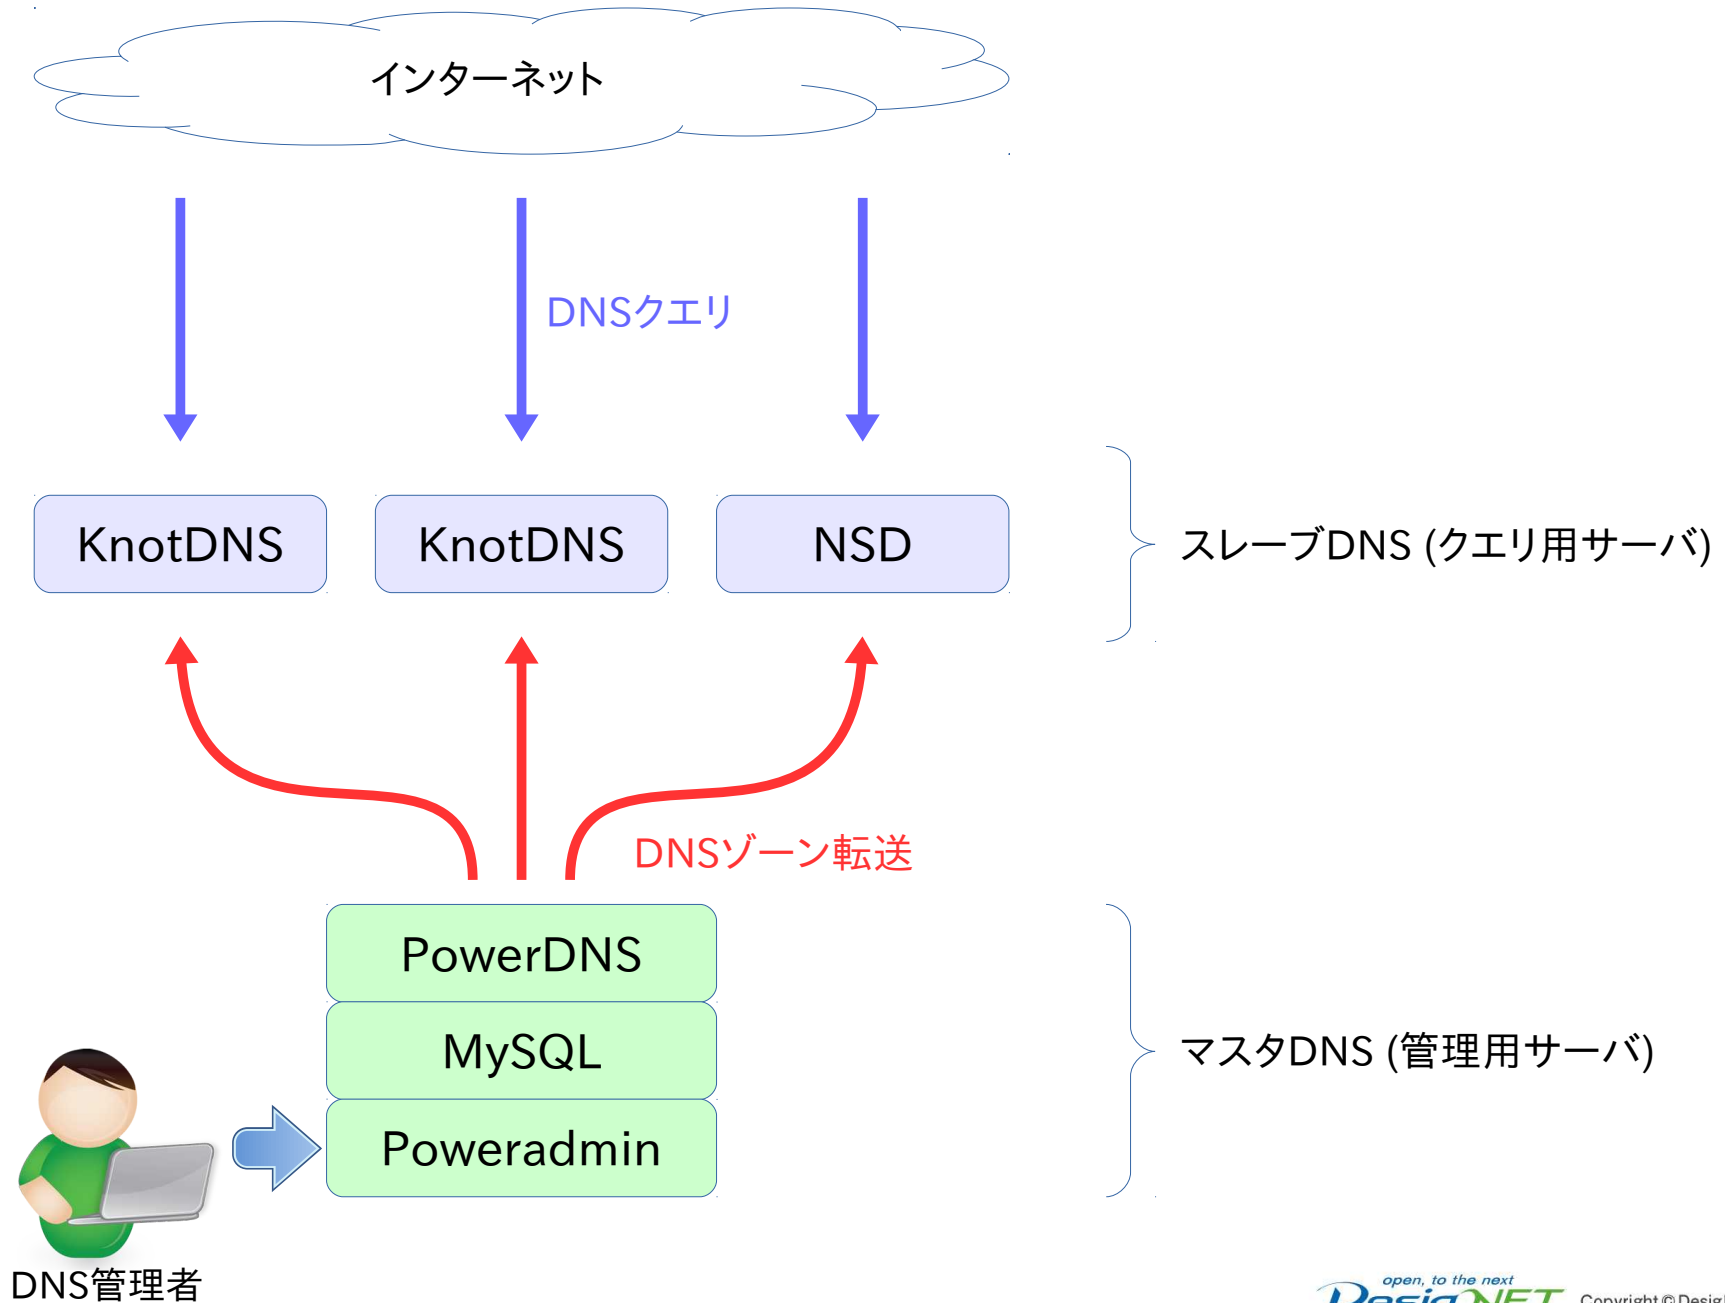 インターネット
DNSクエリ
KnotDNS
KnotDNS
NSD
スレーブDNS (クエリ用サーバ)
DNSゾーン転送
PowerDNS
MySQL
マスタDNS (管理用サーバ)
Poweradmin
DNS管理者
open, to the next
DesigNET
Copyright ©